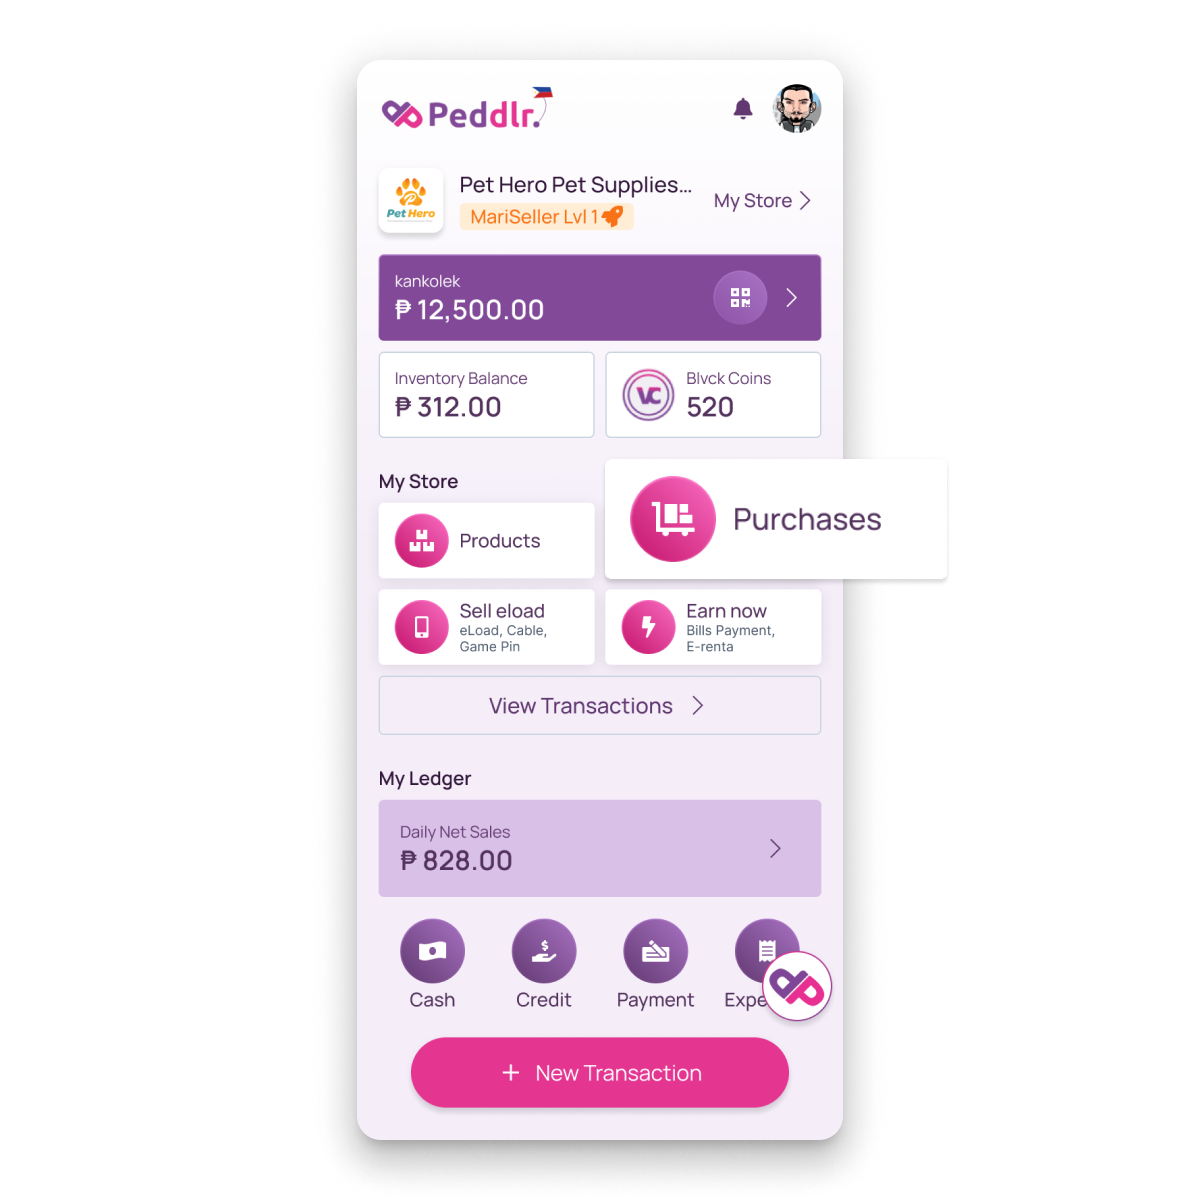 Peddlr.
Pet Hero Pet Supplies...
MariSeller Lvl 1
My Store
Pet Hero
kankolek
₱ 12,500.00
Inventory Balance
₱ 312.00
VC
Blvck Coins
520
My Store
Products
Purchases
Sell eload
eLoad, Cable,
Game Pin
Earn now
Bills Payment,
E-renta
View Transactions
My Ledger
Daily Net Sales
₱ 828.00
Cash
Credit
Payment
Expe
+ New Transaction